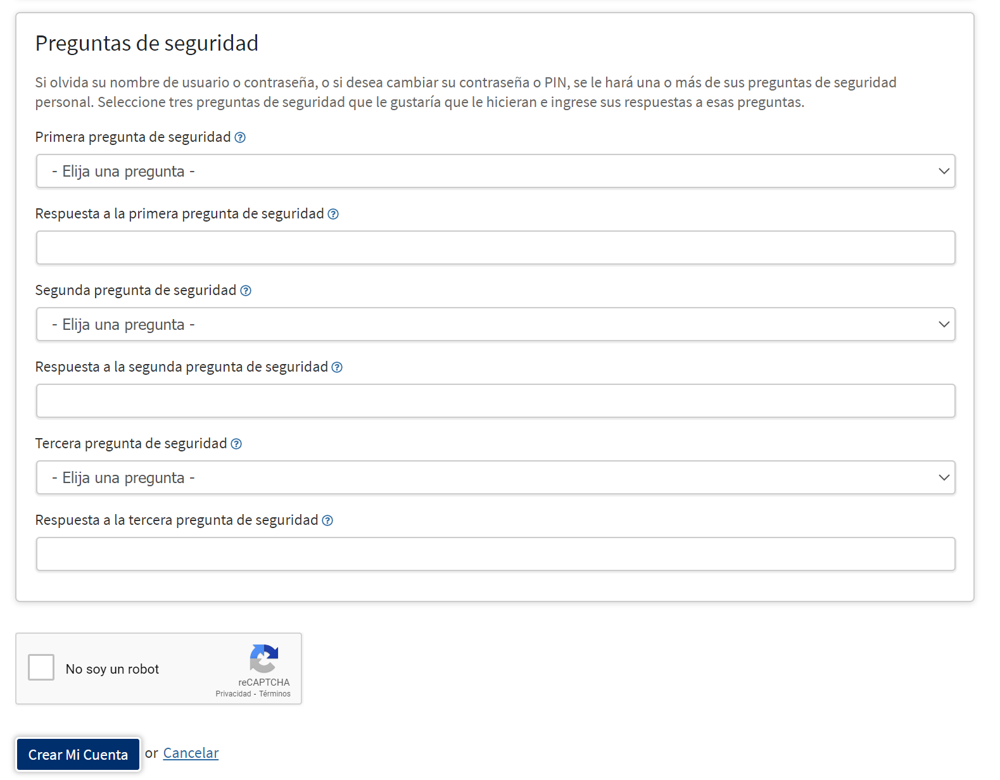 Preguntas de seguridad
Si olvida su nombre de usuario o contraseña, o si desea cambiar su contraseña o PIN, se le hará una o más de sus preguntas de seguridad
personal. Seleccione tres preguntas de seguridad que le gustaría que le hicieran e ingrese sus respuestas a esas preguntas.
Primera pregunta de seguridad ?
- Elija una pregunta -
Respuesta a la primera pregunta de seguridad ?
Segunda pregunta de seguridad ?
- Elija una pregunta -
Respuesta a la segunda pregunta de seguridad ?
Tercera pregunta de seguridad ?
- Elija una pregunta -
Respuesta a la tercera pregunta de seguridad ?
No soy un robot
reCAPTCHA
Privacidad - Términos
Crear Mi Cuenta or Cancelar